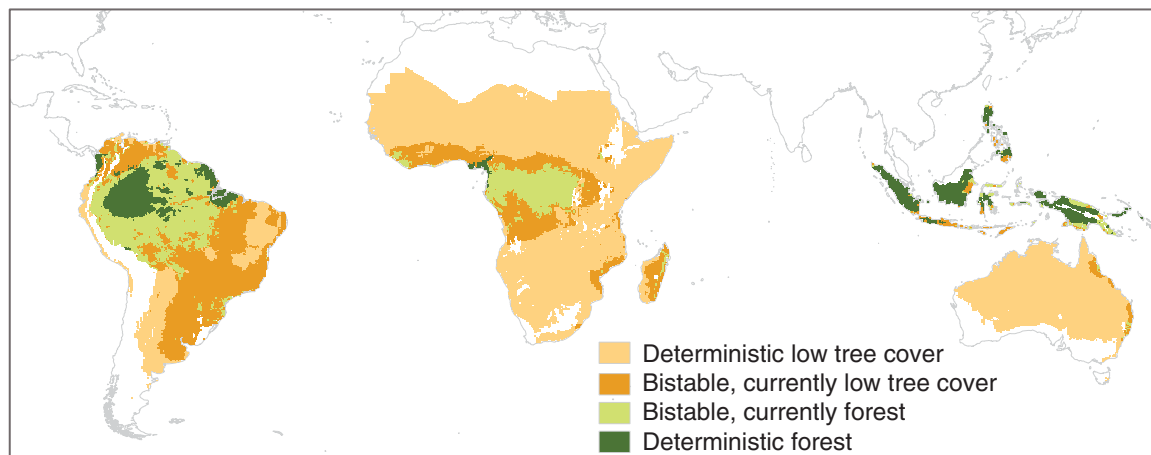 Deterministic low tree cover
Bistable, currently low tree cover
Bistable, currently forest
Deterministic forest